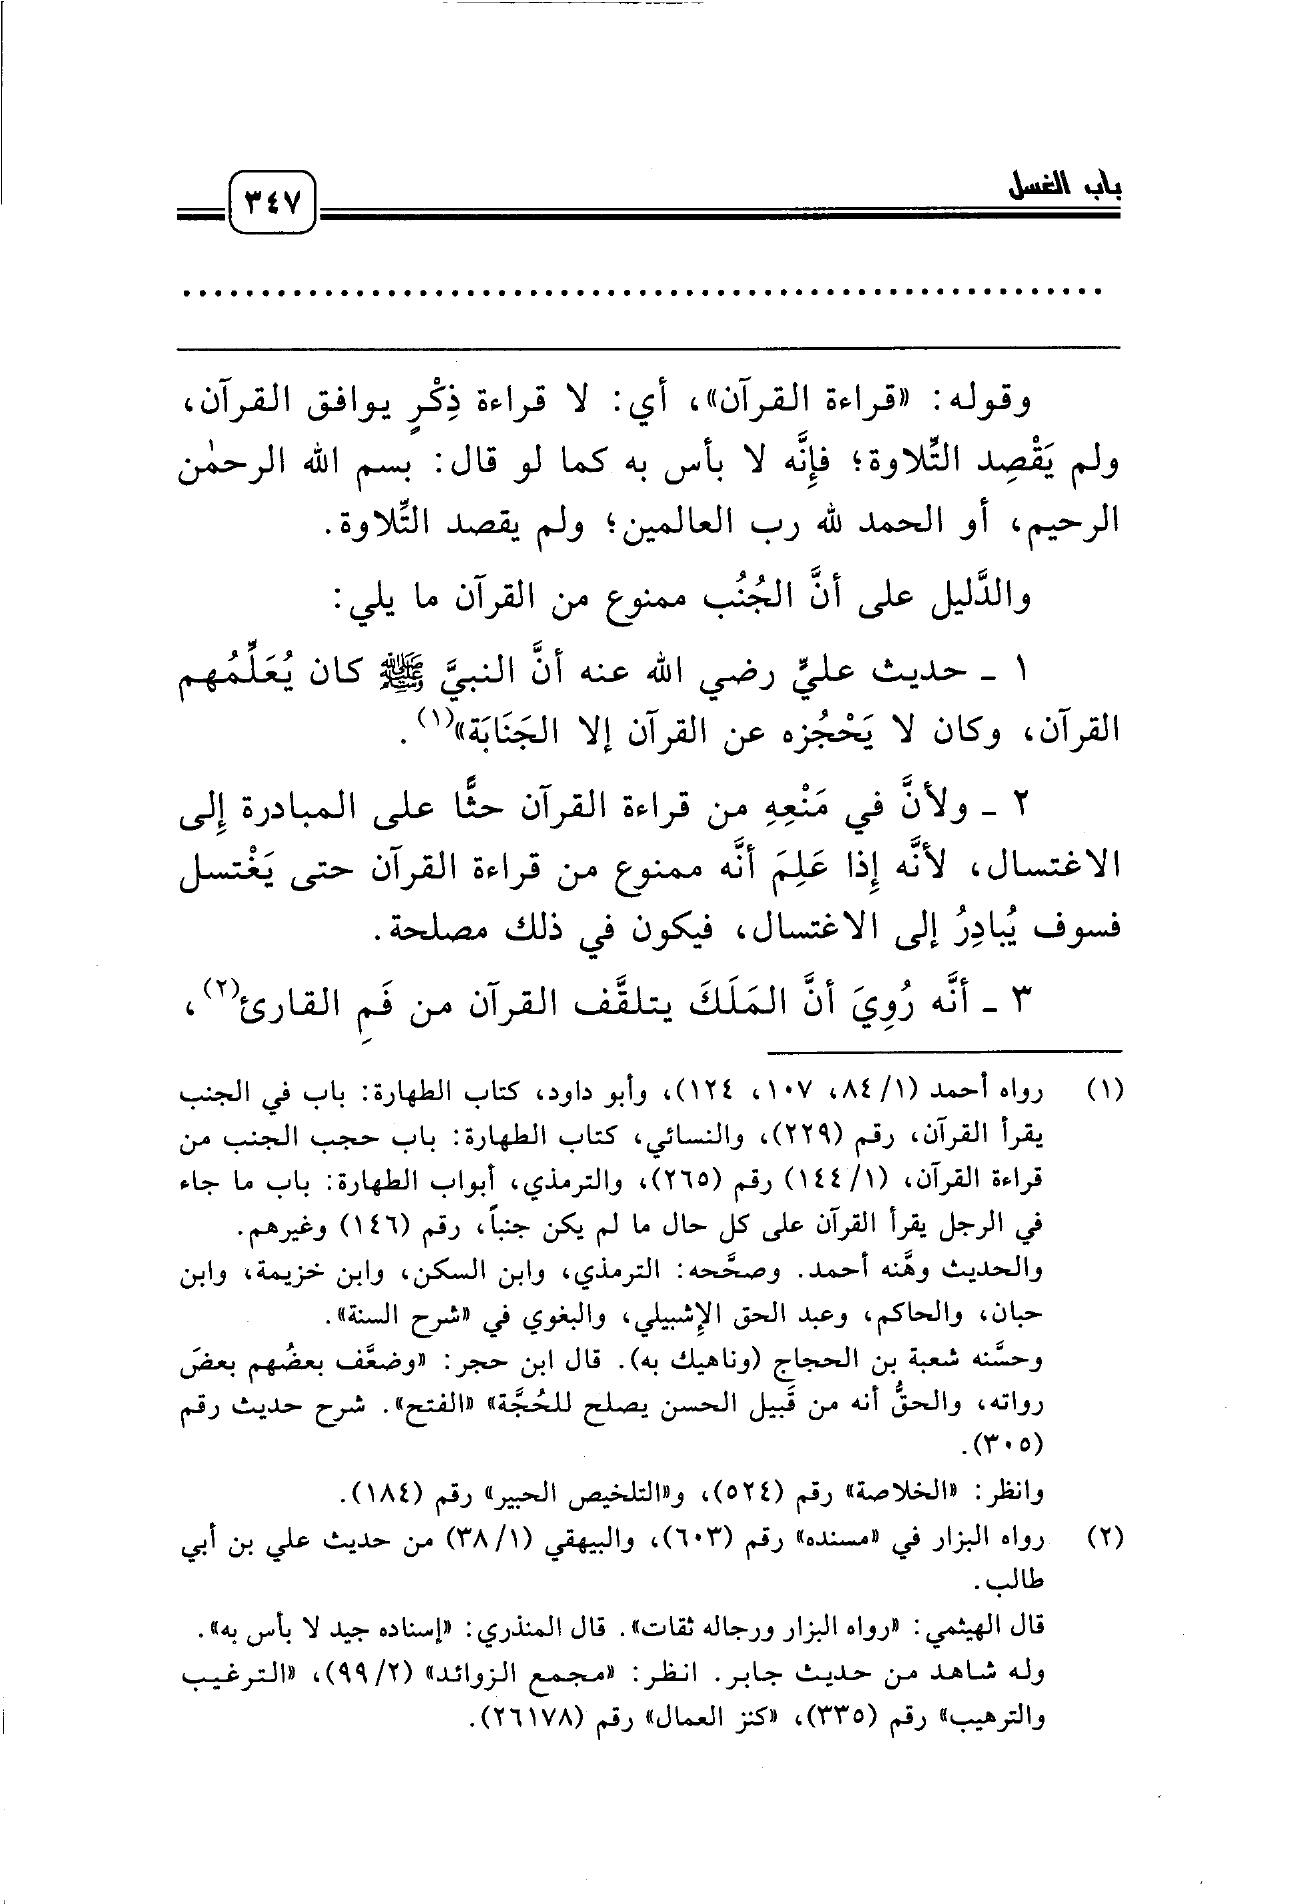 باب الغسل
٣٤٧
وقوله: «قراءة القرآن»، أي: لا قراءة ذِكْرٍ يوافق القرآن،
ولم يَقْصِد التِّلاوة؛ فإِنَّه لا بأس به كما لو قال: بسم الله الرحمٰن
الرحيم، أو الحمد لله رب العالمين؛ ولم يقصد التِّلاوة.
والدَّليل على أنَّ الجُنُب ممنوع من القرآن ما يلي:
١ - حديث عليٍّ رضي الله عنه أنَّ النبيَّ ﷺ كان يُعَلِّمُهم
القرآن، وكان لا يَحْجُزه عن القرآن إلا الجَنَابَة»(١).
٢ - ولأنَّ في مَنْعِهِ من قراءة القرآن حثًّا على المبادرة إِلى
الاغتسال، لأنَّه إِذا عَلِمَ أنَّه ممنوع من قراءة القرآن حتى يَغْتسل
فسوف يُبادِرُ إلى الاغتسال، فيكون في ذلك مصلحة.
٣ - أنَّه رُوِيَ أنَّ المَلَكَ يتلقَّف القرآن من فَمِ القارئ(٢)،
(١) رواه أحمد (١/ ٨٤، ١٠٧، ١٢٤)، وأبو داود، كتاب الطهارة: باب في الجنب
يقرأ القرآن، رقم (٢٢٩)، والنسائي، كتاب الطهارة: باب حجب الجنب من
قراءة القرآن، (١/ ١٤٤) رقم (٢٦٥)، والترمذي، أبواب الطهارة: باب ما جاء
في الرجل يقرأ القرآن على كل حال ما لم يكن جنباً، رقم (١٤٦) وغيرهم.
والحديث وهَّنه أحمد. وصحَّحه: الترمذي، وابن السكن، وابن خزيمة، وابن
حبان، والحاكم، وعبد الحق الإشبيلي، والبغوي في «شرح السنة».
وحسَّنه شعبة بن الحجاج (وناهيك به). قال ابن حجر: «وضعَّف بعضُهم بعضَ
رواته، والحقُّ أنه من قَبيل الحسن يصلح للحُجَّة» «الفتح». شرح حديث رقم
(٣٠٥).
وانظر: «الخلاصة» رقم (٥٢٤)، و«التلخيص الحبير» رقم (١٨٤).
(٢) رواه البزار في «مسنده» رقم (٦٠٣)، والبيهقي (١/ ٣٨) من حديث علي بن أبي
طالب.
قال الهيثمي: «رواه البزار ورجاله ثقات». قال المنذري: «إسناده جيد لا بأس به».
وله شاهد من حديث جابر. انظر: «مجمع الزوائد» (٢/ ٩٩)، «الترغيب
والترهيب» رقم (٣٣٥)، «كنز العمال» رقم (٢٦١٧٨).